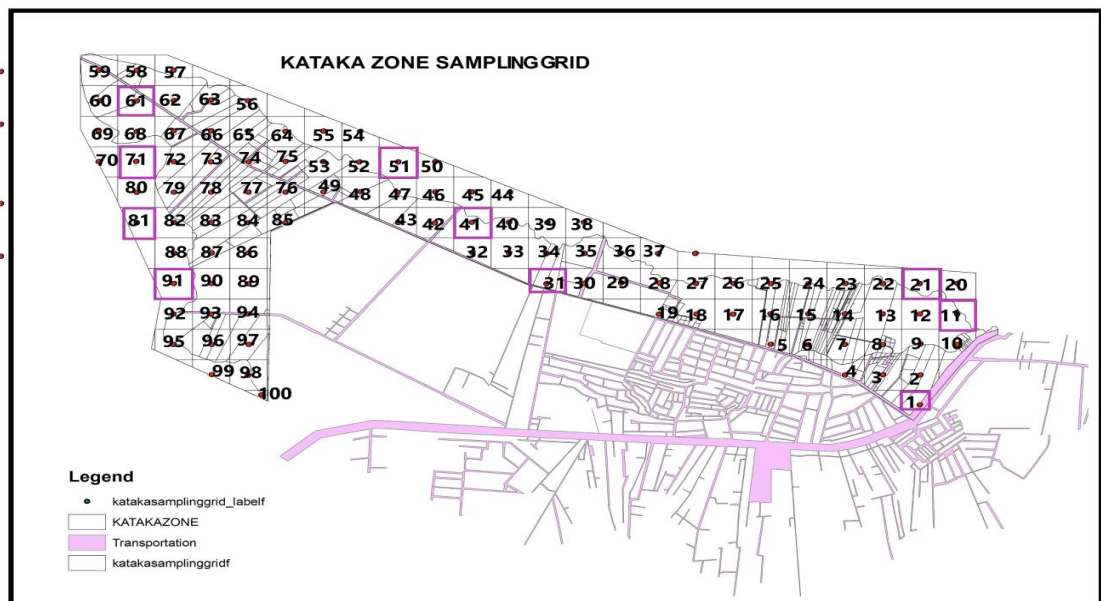 KATAKA ZONE SAMPLING GRID
59 58 57
60 61 62 63 56
69 68 67 66 65 64 55 54
70 71 72 73 74 75 53 52 51 50
80 79 78 77 76 49 48 47 46 45 44
81 82 83 84 85 43 42 41 40 39 38
88 87 86 32 33 34 35 36 37
91 90 89 31 30 29 28 27 26 25 24 23 22 21 20
92 93 94 19 18 17 16 15 14 13 12 11
95 96 97 5 6 7 8 9 10
99 98 4 3 2
100 1
Legend
katakasamplinggrid_labelf
KATAKAZONE
Transportation
katakasamplinggridf